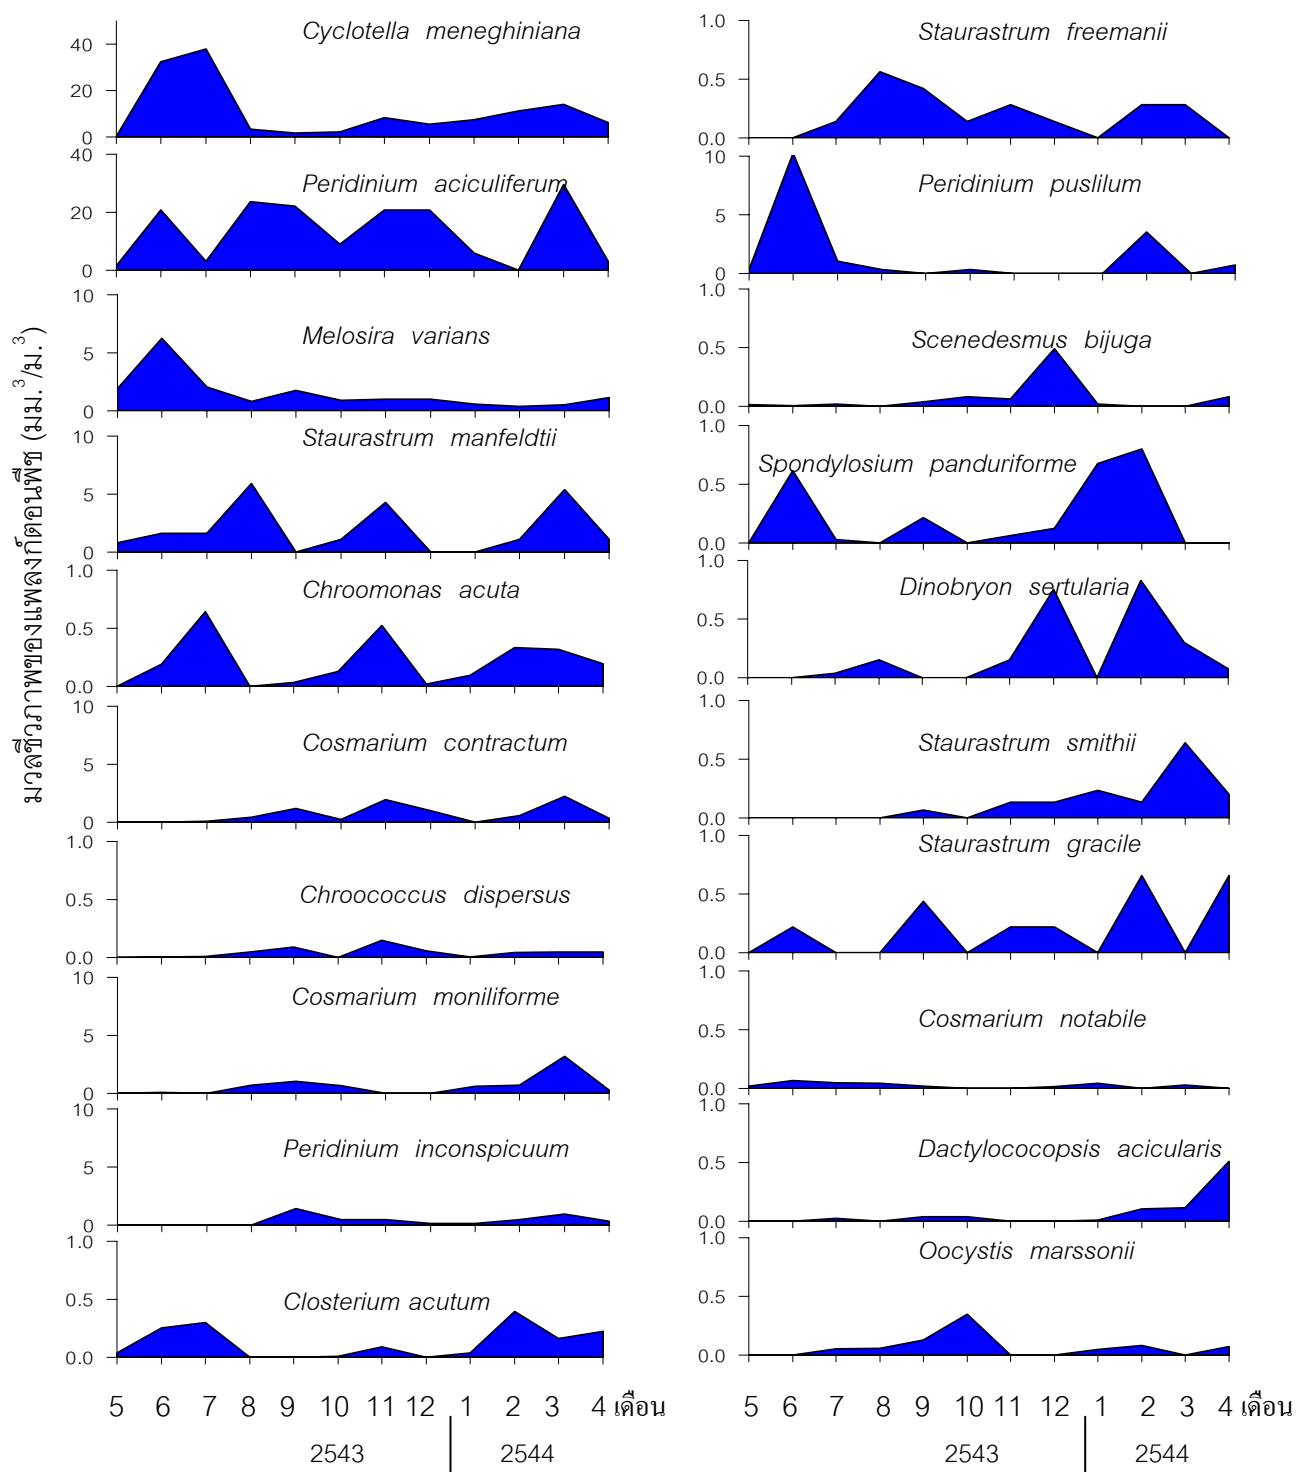 มวลชีวภาพของแพลงก์ตอนพืช (มม.³/ม.³)
Cyclotella meneghiniana
40
20
0
Peridinium aciculiferum
40
20
0
Melosira varians
10
5
0
Staurastrum manfeldtii
10
5
0
Chroomonas acuta
1.0
0.5
0.0
Cosmarium contractum
10
5
0
Chroococcus dispersus
1.0
0.5
0.0
Cosmarium moniliforme
10
5
0
Peridinium inconspicuum
10
5
0
Closterium acutum
1.0
0.5
0.0
5 6 7 8 9 10 11 12 1 2 3 4 เดือน
2543 2544
Staurastrum freemanii
1.0
0.5
0.0
Peridinium puslilum
10
5
0
Scenedesmus bijuga
1.0
0.5
0.0
Spondylosium panduriforme
1.0
0.5
0.0
Dinobryon sertularia
1.0
0.5
0.0
Staurastrum smithii
1.0
0.5
0.0
Staurastrum gracile
1.0
0.5
0.0
Cosmarium notabile
1.0
0.5
0.0
Dactylococopsis acicularis
1.0
0.5
0.0
Oocystis marssonii
1.0
0.5
0.0
5 6 7 8 9 10 11 12 1 2 3 4 เดือน
2543 2544